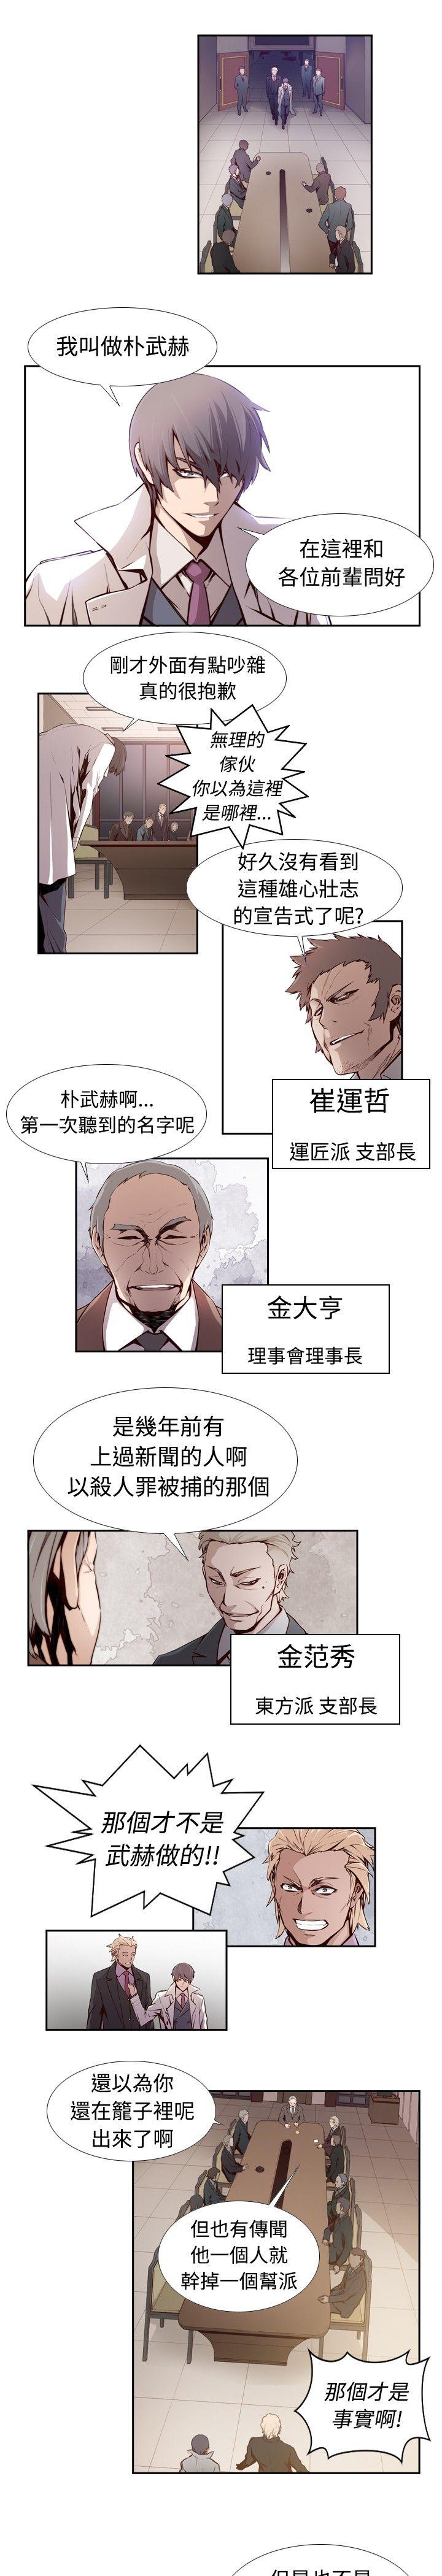 我叫做朴武赫
在這裡和
各位前輩問好
剛才外面有點吵雜
真的很抱歉
無理的
傢伙
你以為這裡
是哪裡...
好久沒有看到
這種雄心壯志
的宣告式了呢?
崔運哲
運匠派 支部長
朴武赫啊...
第一次聽到的名字呢
金大亨
理事會理事長
是幾年前有
上過新聞的人啊
以殺人罪被捕的那個
金范秀
東方派 支部長
那個才不是
武赫做的!!
還以為你
還在籠子裡呢
出來了啊
但也有傳聞
他一個人就
幹掉一個幫派
那個才是
事實啊!